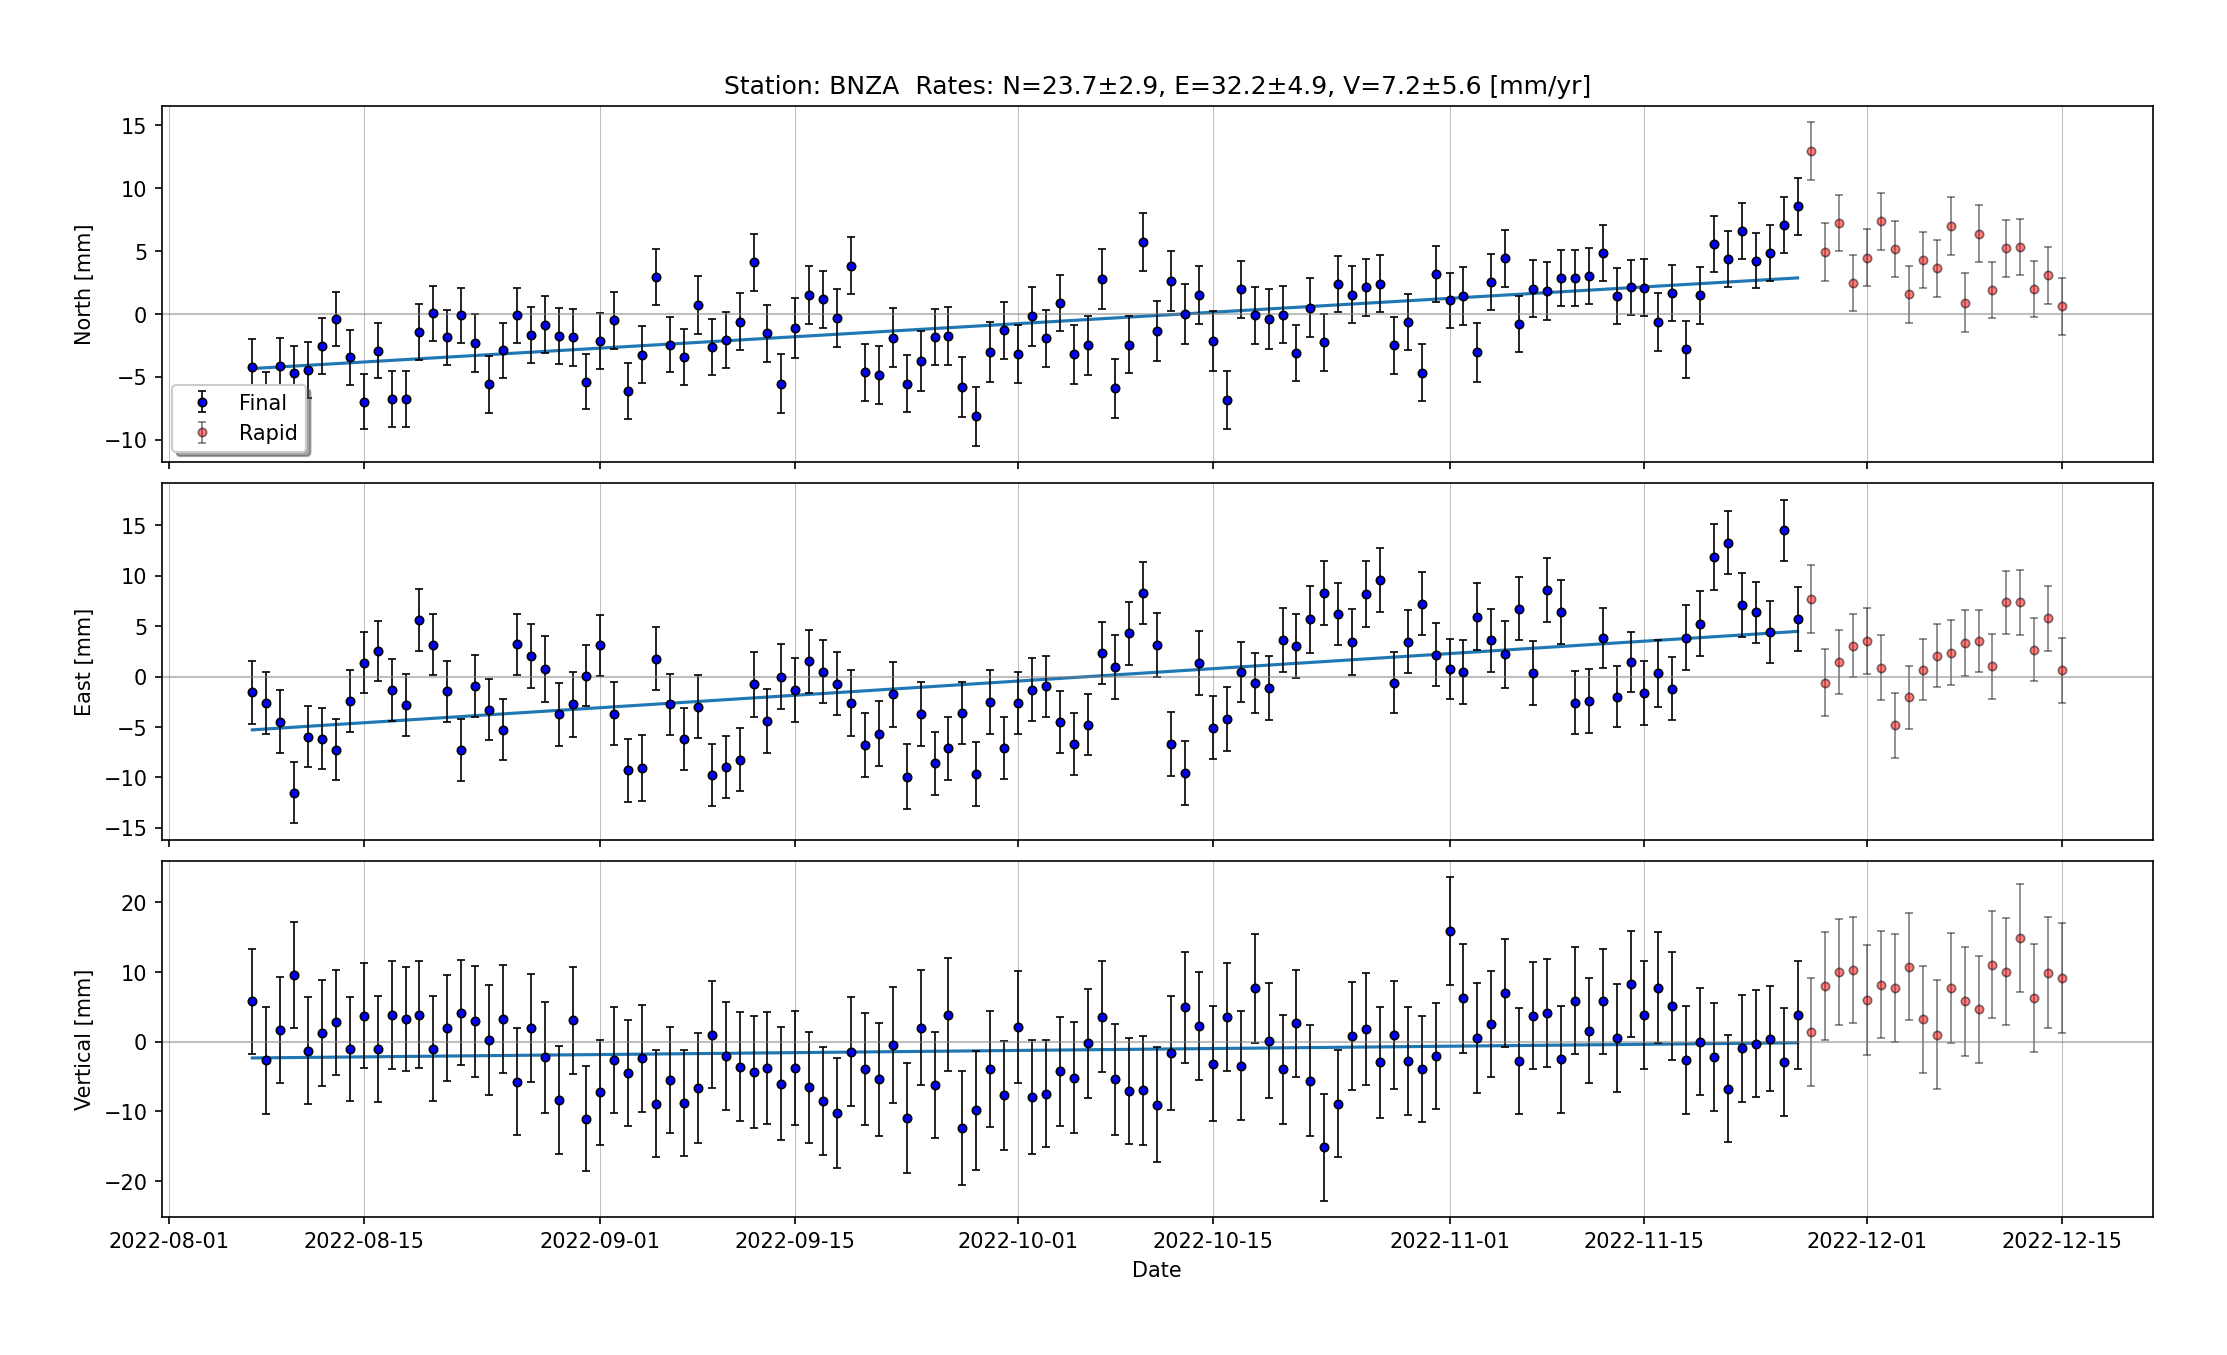 Station: BNZA  Rates: N=23.7±2.9, E=32.2±4.9, V=7.2±5.6 [mm/yr]
North [mm]
15
10
5
0
−5
−10
Final
Rapid
East [mm]
15
10
5
0
−5
−10
−15
Vertical [mm]
20
10
0
−10
−20
2022-08-01 2022-08-15 2022-09-01 2022-09-15 2022-10-01 2022-10-15 2022-11-01 2022-11-15 2022-12-01 2022-12-15
Date